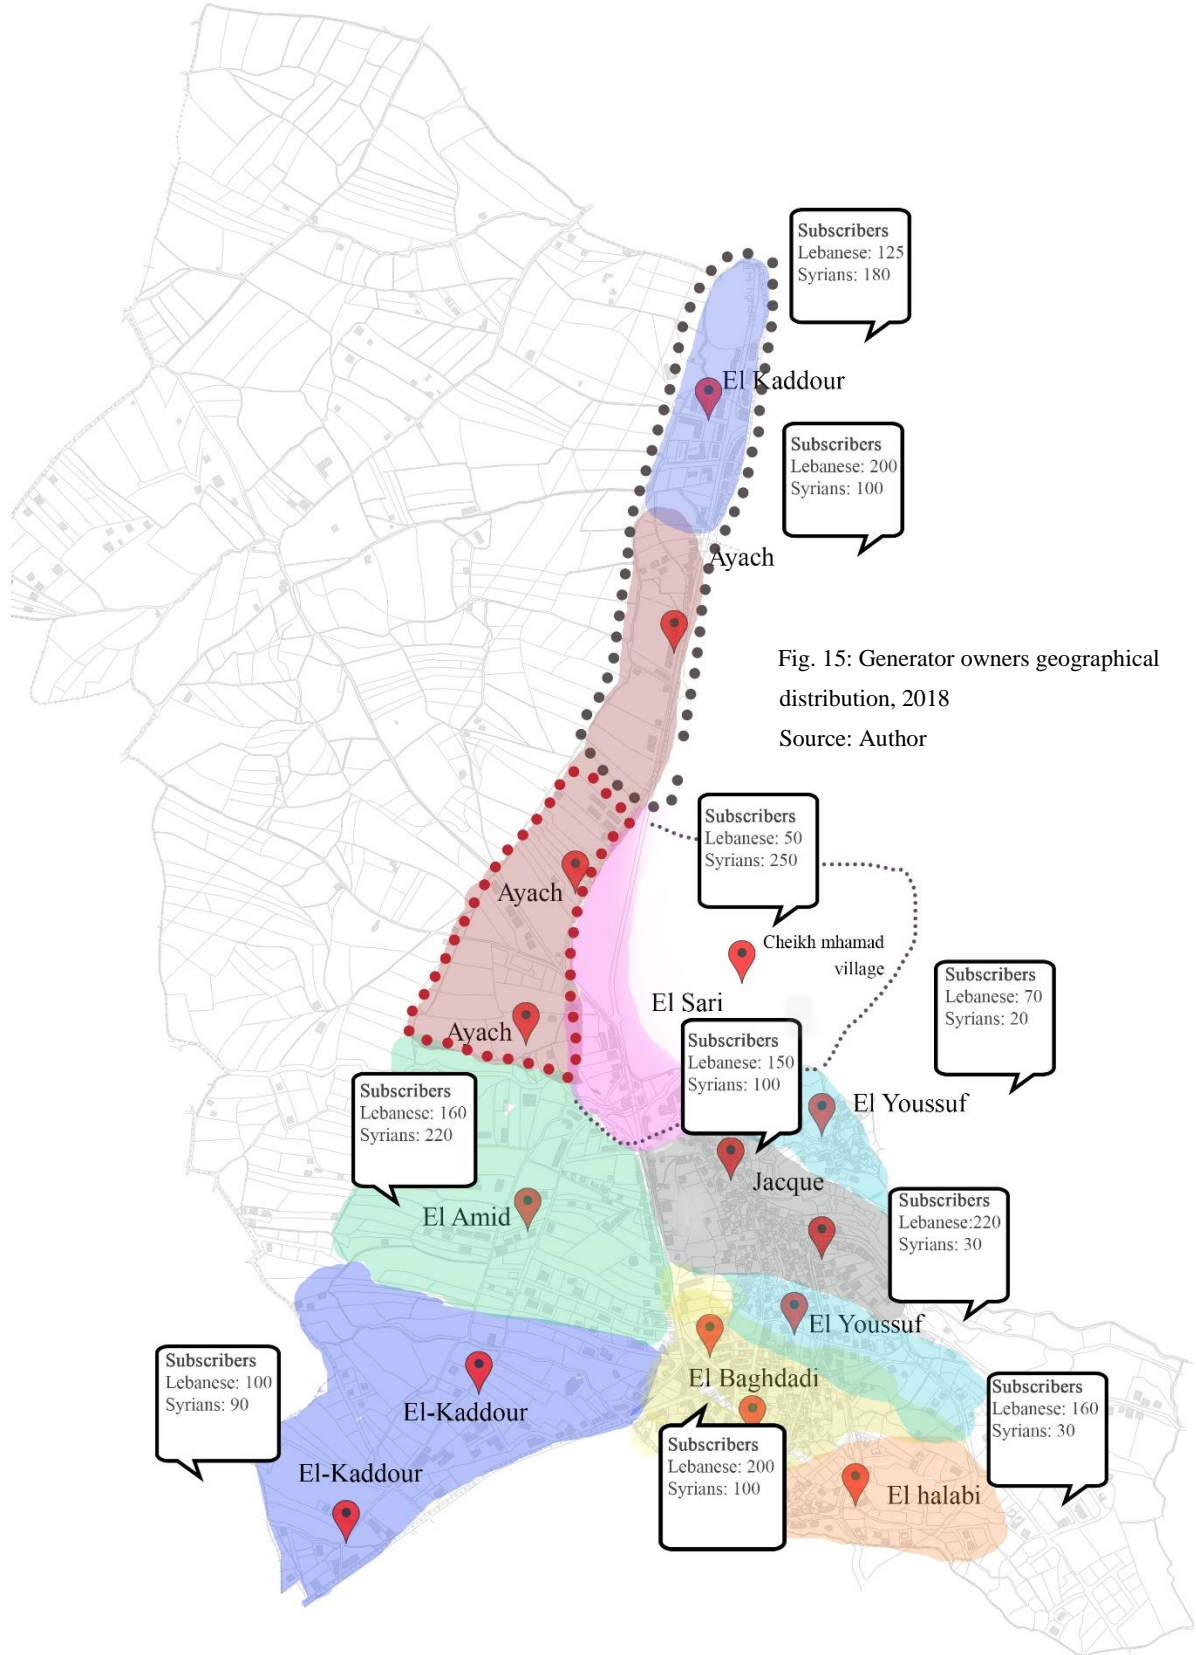 Subscribers
Lebanese: 125
Syrians: 180
El Kaddour
Subscribers
Lebanese: 200
Syrians: 100
Ayach
Fig. 15: Generator owners geographical
distribution, 2018
Source: Author
Subscribers
Lebanese: 50
Syrians: 250
Ayach
Cheikh mhamad
village
El Sari
Subscribers
Lebanese: 70
Syrians: 20
Ayach
Subscribers
Lebanese: 150
Syrians: 100
Subscribers
Lebanese: 160
Syrians: 220
El Youssuf
Jacque
El Amid
Subscribers
Lebanese:220
Syrians: 30
El Youssuf
Subscribers
Lebanese: 100
Syrians: 90
El Baghdadi
El-Kaddour
Subscribers
Lebanese: 160
Syrians: 30
Subscribers
Lebanese: 200
Syrians: 100
El-Kaddour
El halabi